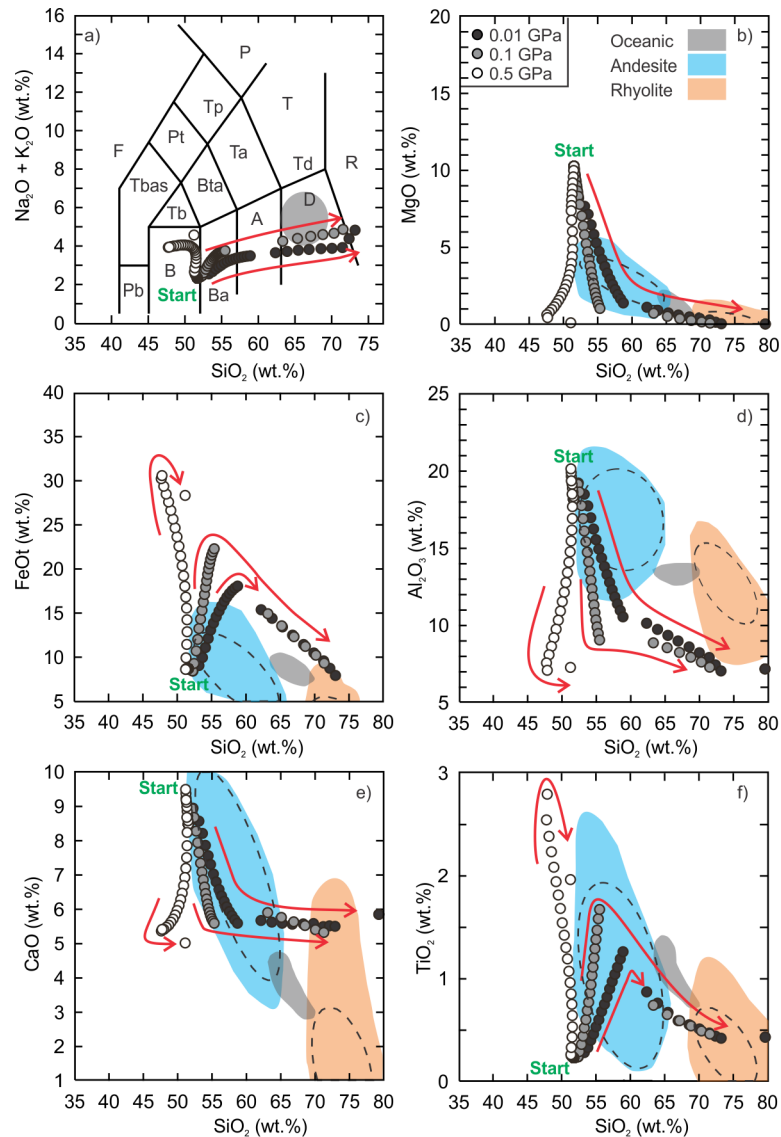 a)
Na2O + K2O (wt.%)
16
14
12
10
8
6
4
2
0
P
Tp
T
F
Pt
Ta
Td
R
Tbas
Bta
Tb
A
D
B
Start
Pb
Ba
35 40 45 50 55 60 65 70 75
SiO2 (wt.%)
0.01 GPa
0.1 GPa
0.5 GPa
Oceanic
Andesite
Rhyolite
b)
MgO (wt.%)
20
15
10
5
0
Start
35 40 45 50 55 60 65 70 75 80
SiO2 (wt.%)
c)
FeOt (wt.%)
40
35
30
25
20
15
10
5
Start
35 40 45 50 55 60 65 70 75 80
SiO2 (wt.%)
d)
Al2O3 (wt.%)
25
20
15
10
5
Start
35 40 45 50 55 60 65 70 75 80
SiO2 (wt.%)
e)
CaO (wt.%)
10
9
8
7
6
5
4
3
2
1
Start
35 40 45 50 55 60 65 70 75 80
SiO2 (wt.%)
f)
TiO2 (wt.%)
3
2
1
0
Start
35 40 45 50 55 60 65 70 75 80
SiO2 (wt.%)